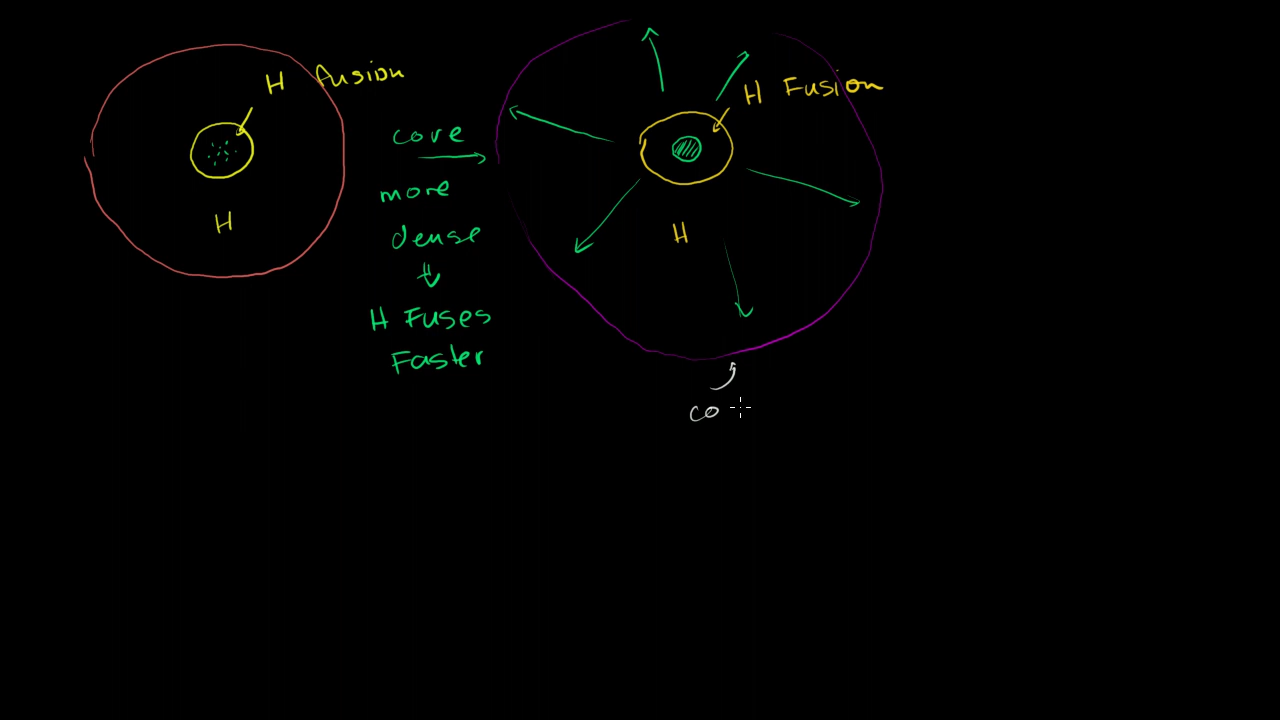 H fusion
H
core
more
dense
H Fuses
Faster
H Fusion
H
co